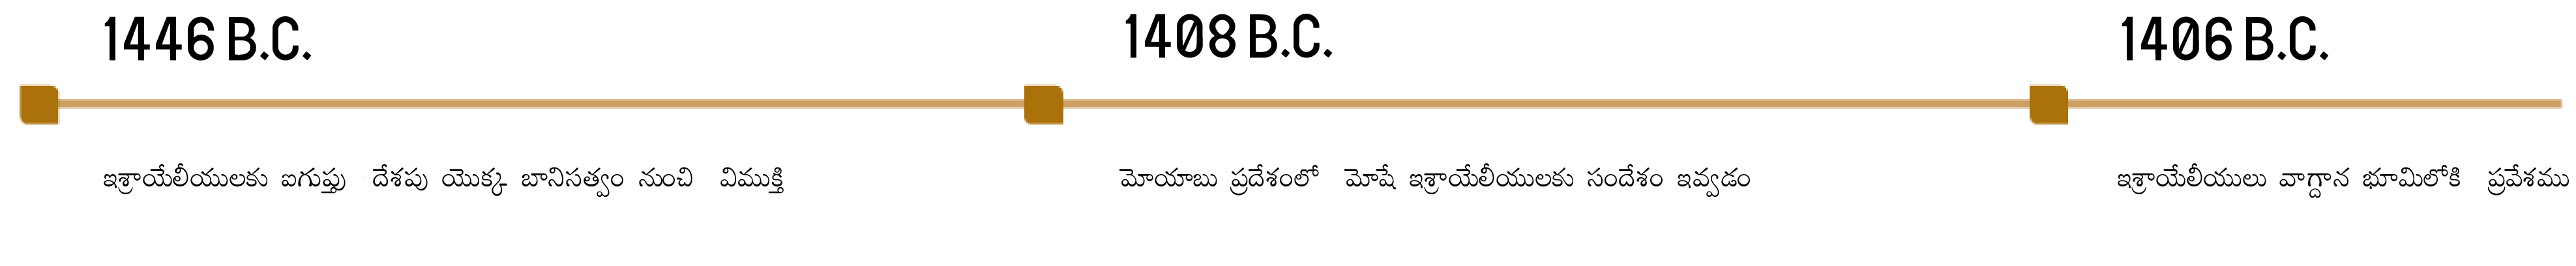 1446 B.C.
1408 B.C.
1406 B.C.
ఇశ్రాయేలీయులకు ఐగుప్తు దేశపు యొక్క బానిసత్వం నుంచి విముక్తి
మోయాబు ప్రదేశంలో మోషే ఇశ్రాయేలీయులకు సందేశం ఇవ్వడం
ఇశ్రాయేలీయులు వాగ్దాన భూమిలోకి ప్రవేశము